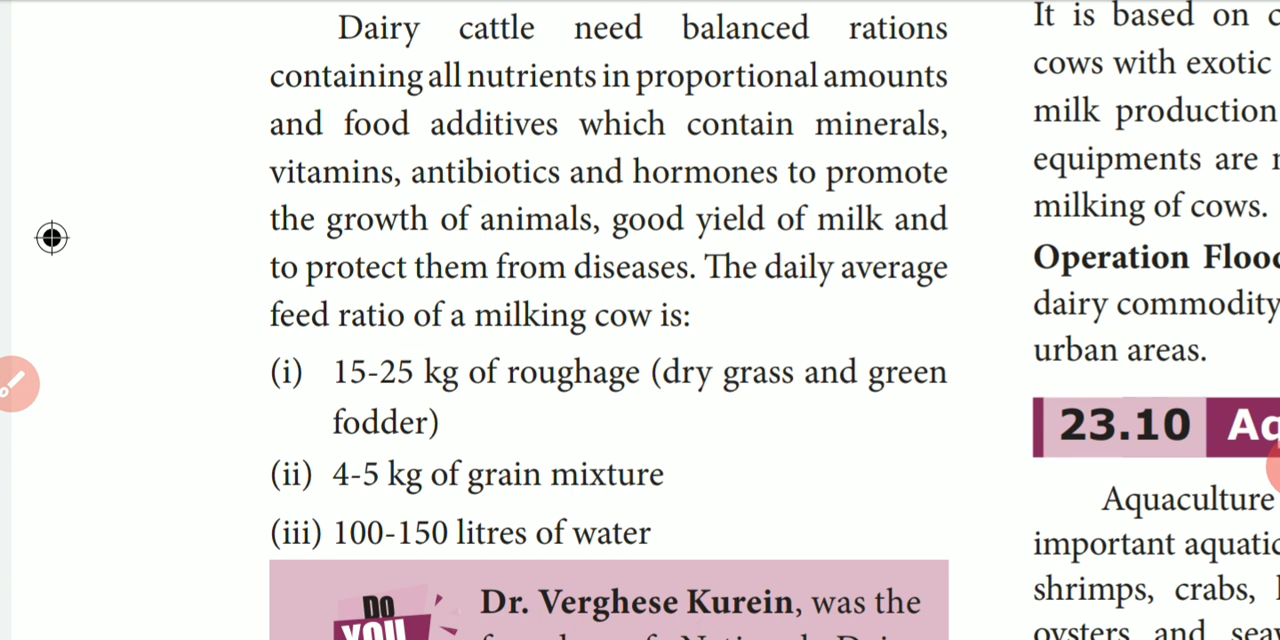 Dairy cattle need balanced rations
containing all nutrients in proportional amounts
and food additives which contain minerals,
vitamins, antibiotics and hormones to promote
the growth of animals, good yield of milk and
to protect them from diseases. The daily average
feed ratio of a milking cow is:
(i) 15-25 kg of roughage (dry grass and green
fodder)
(ii) 4-5 kg of grain mixture
(iii) 100-150 litres of water
DO
YOU
Dr. Verghese Kurein, was the
It is based on
cows with exotic
milk production
equipments are
milking of cows.
Operation
dairy commodity
urban areas.
23.10
Aquaculture
important
shrimps, crabs,
oysters and